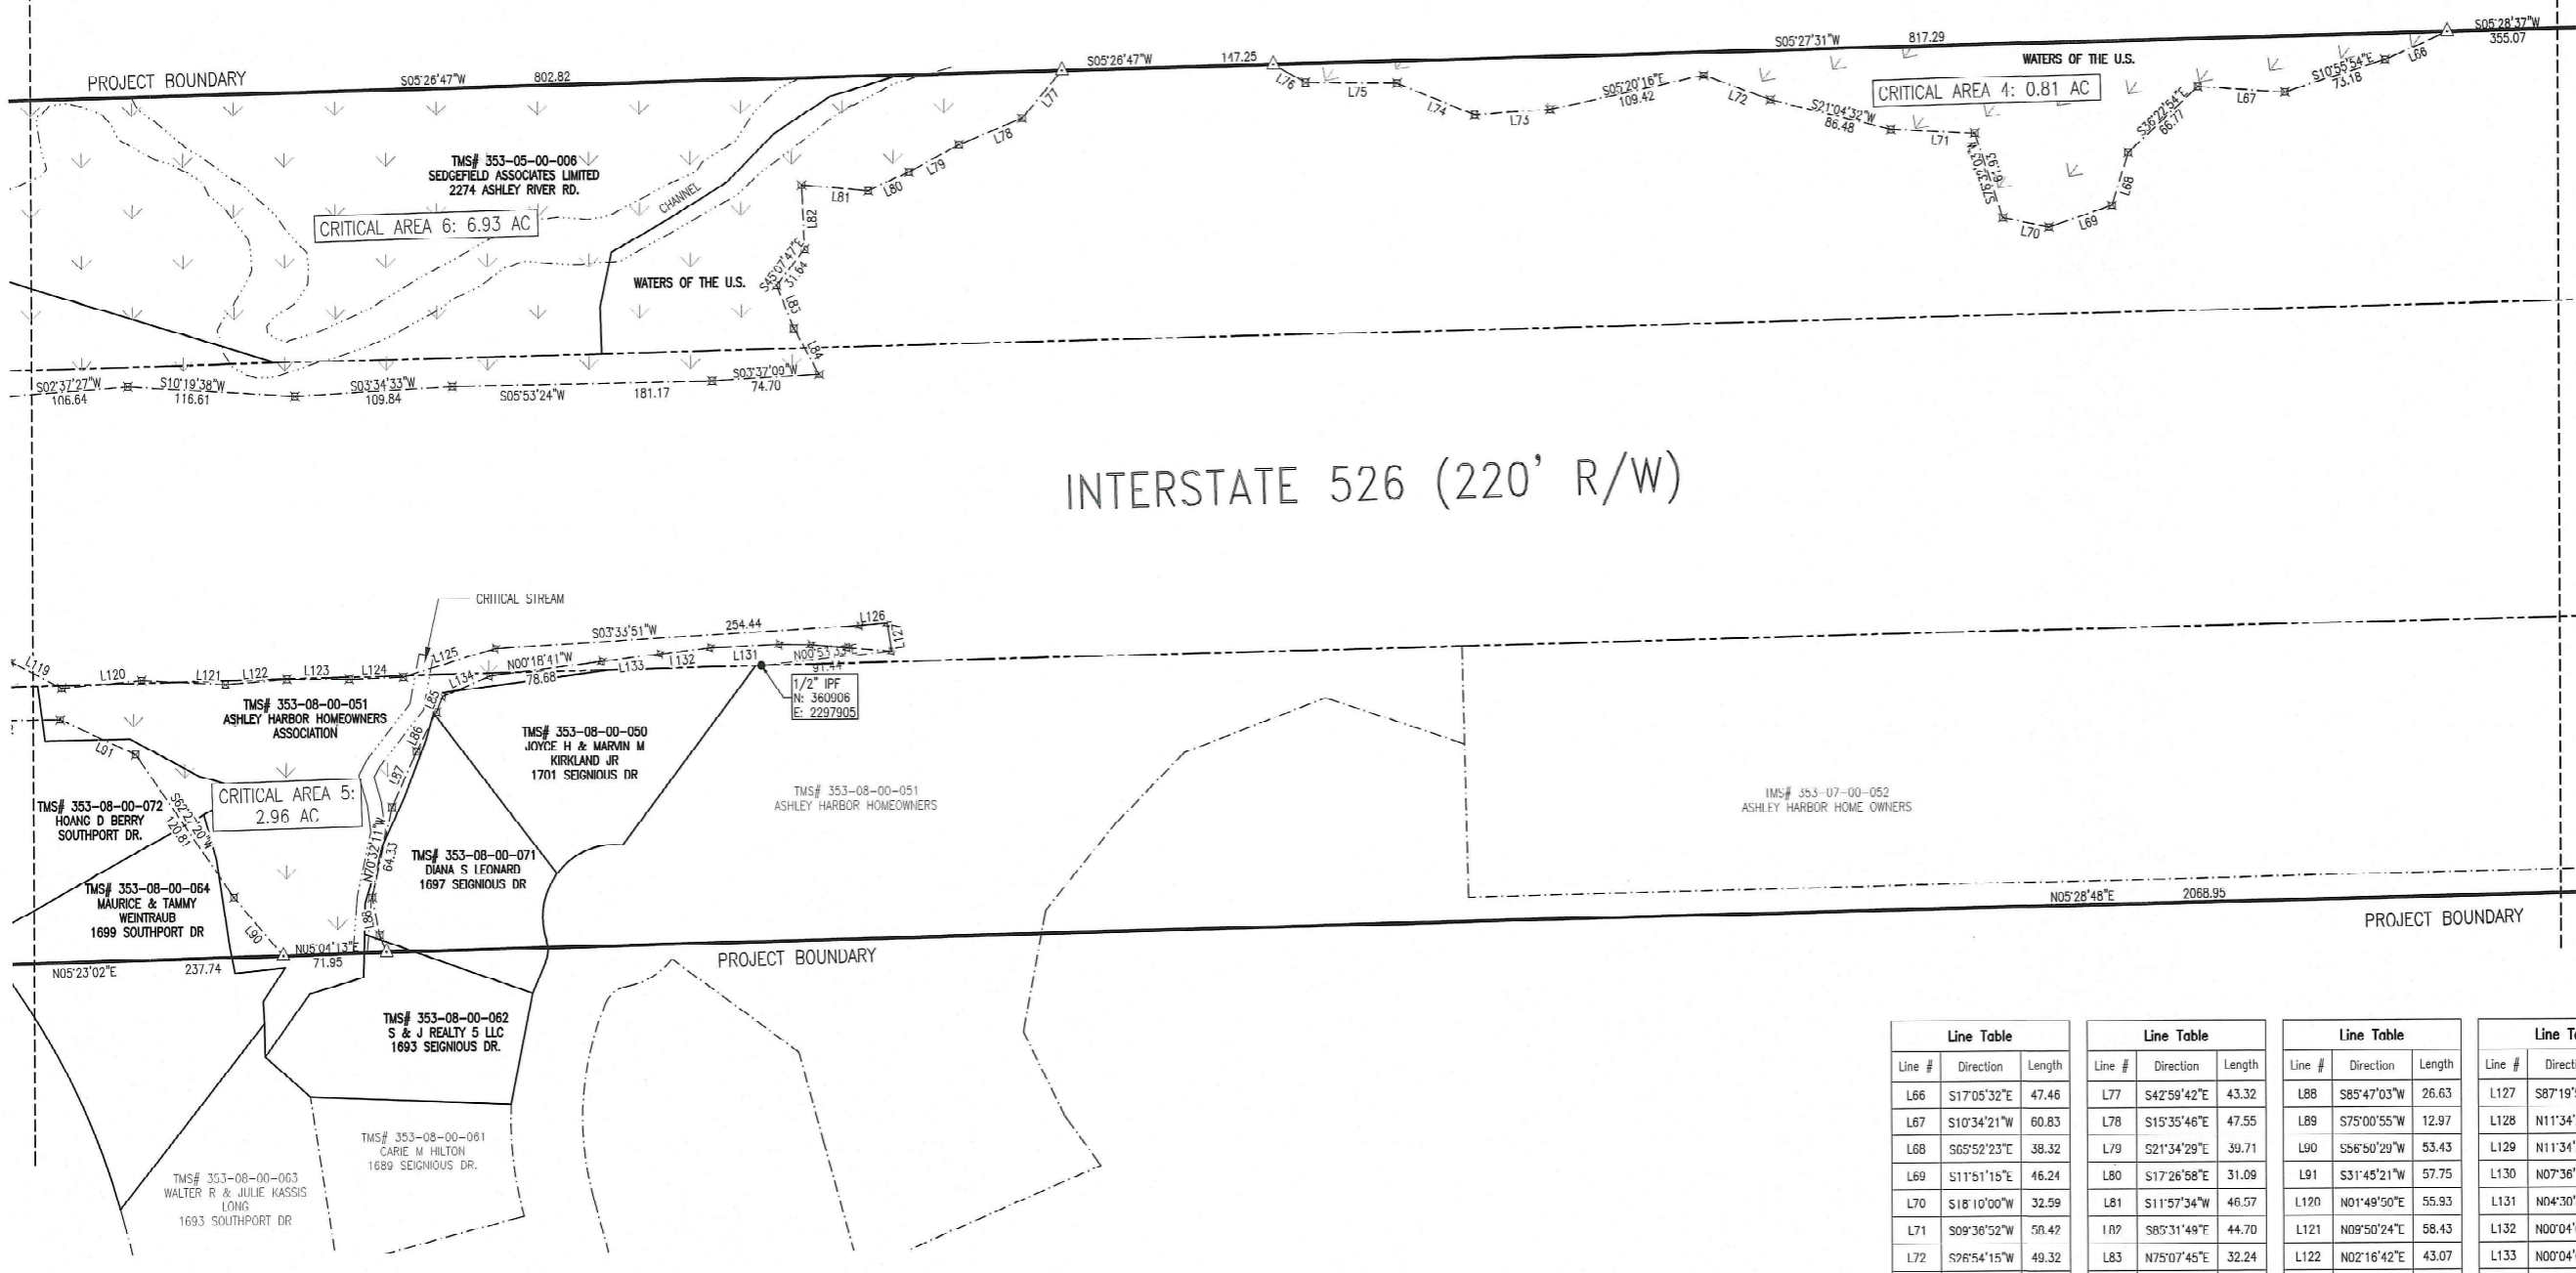 PROJECT BOUNDARY
S05°26'47"W 802.82
S05°26'47"W 147.25
S05°27'31"W 817.29
S05°28'37"W
355.07
WATERS OF THE U.S.
CRITICAL AREA 4: 0.81 AC
L66
S10°55'54"E
73.18
L67
S36°22'54"E
66.77
L68
L69
L70
L71
S21°04'32"W
86.48
L72
S05°20'16"E
109.42
L73
L74
L75
L76
L77
L78
L79
L80
L81
L82
S45°07'47"E
31.64
L83
L84
TMS# 353-05-00-006
SEDGEFIELD ASSOCIATES LIMITED
2274 ASHLEY RIVER RD.
CRITICAL AREA 6: 6.93 AC
CHANNEL
WATERS OF THE U.S.
S02°37'27"W
106.64
S10°19'38"W
116.61
S03°34'33"W
109.84
S05°53'24"W 181.17
S03°37'09"W
74.70
INTERSTATE 526 (220' R/W)
CRITICAL STREAM
L119
L120
L121
L122
L123
L124
L125
S03°33'51"W 254.44
L126
L127
L134
N00°18'41"W
78.68
L133
L132
L131
91.44
1/2" IPF
N: 360906
E: 2297905
L85
L86
L87
TMS# 353-08-00-051
ASHLEY HARBOR HOMEOWNERS
ASSOCIATION
TMS# 353-08-00-050
JOYCE H & MARVIN M
KIRKLAND JR
1701 SEIGNIOUS DR
TMS# 353-08-00-051
ASHLEY HARBOR HOMEOWNERS
TMS# 353-07-00-052
ASHLEY HARBOR HOME OWNERS
L91
CRITICAL AREA 5:
2.96 AC
TMS# 353-08-00-072
HOANG D BERRY
SOUTHPORT DR.
120.81
N70°32'11"W
64.33
TMS# 353-08-00-071
DIANA S LEONARD
1697 SEIGNIOUS DR
TMS# 353-08-00-064
MAURICE & TAMMY
WEINTRAUB
1699 SOUTHPORT DR
L88
L90
N05°04'13"E
71.95
N05°23'02"E 237.74
PROJECT BOUNDARY
N05°28'48"E 2068.95
PROJECT BOUNDARY
TMS# 353-08-00-062
S & J REALTY 5 LLC
1693 SEIGNIOUS DR.
TMS# 353-08-00-061
CARIE M HILTON
1689 SEIGNIOUS DR.
TMS# 353-08-00-063
WALTER R & JULIE KASSIS
LONG
1693 SOUTHPORT DR
Line Table
Line # Direction Length
L66 S17°05'32"E 47.46
L67 S10°34'21"W 60.83
L68 S65°52'23"E 38.32
L69 S11°51'15"E 46.24
L70 S18°10'00"W 32.59
L71 S09°36'52"W 58.42
L72 S26°54'15"W 49.32
Line Table
Line # Direction Length
L77 S42°59'42"E 43.32
L78 S15°35'46"E 47.55
L79 S21°34'29"E 39.71
L80 S17°26'58"E 31.09
L81 S11°57'34"W 46.57
L82 S85°31'49"E 44.70
L83 N75°07'45"E 32.24
Line Table
Line # Direction Length
L88 S85°47'03"W 26.63
L89 S75°00'55"W 12.97
L90 S56°50'29"W 53.43
L91 S31°45'21"W 57.75
L120 N01°49'50"E 55.93
L121 N09°50'24"E 58.43
L122 N02°16'42"E 43.07
Line
Line #
L127 S87°19'
L128 N11°34'
L129 N11°34'
L130 N07°36'
L131 N04°30'
L132 N00°04'
L133 N00°04'